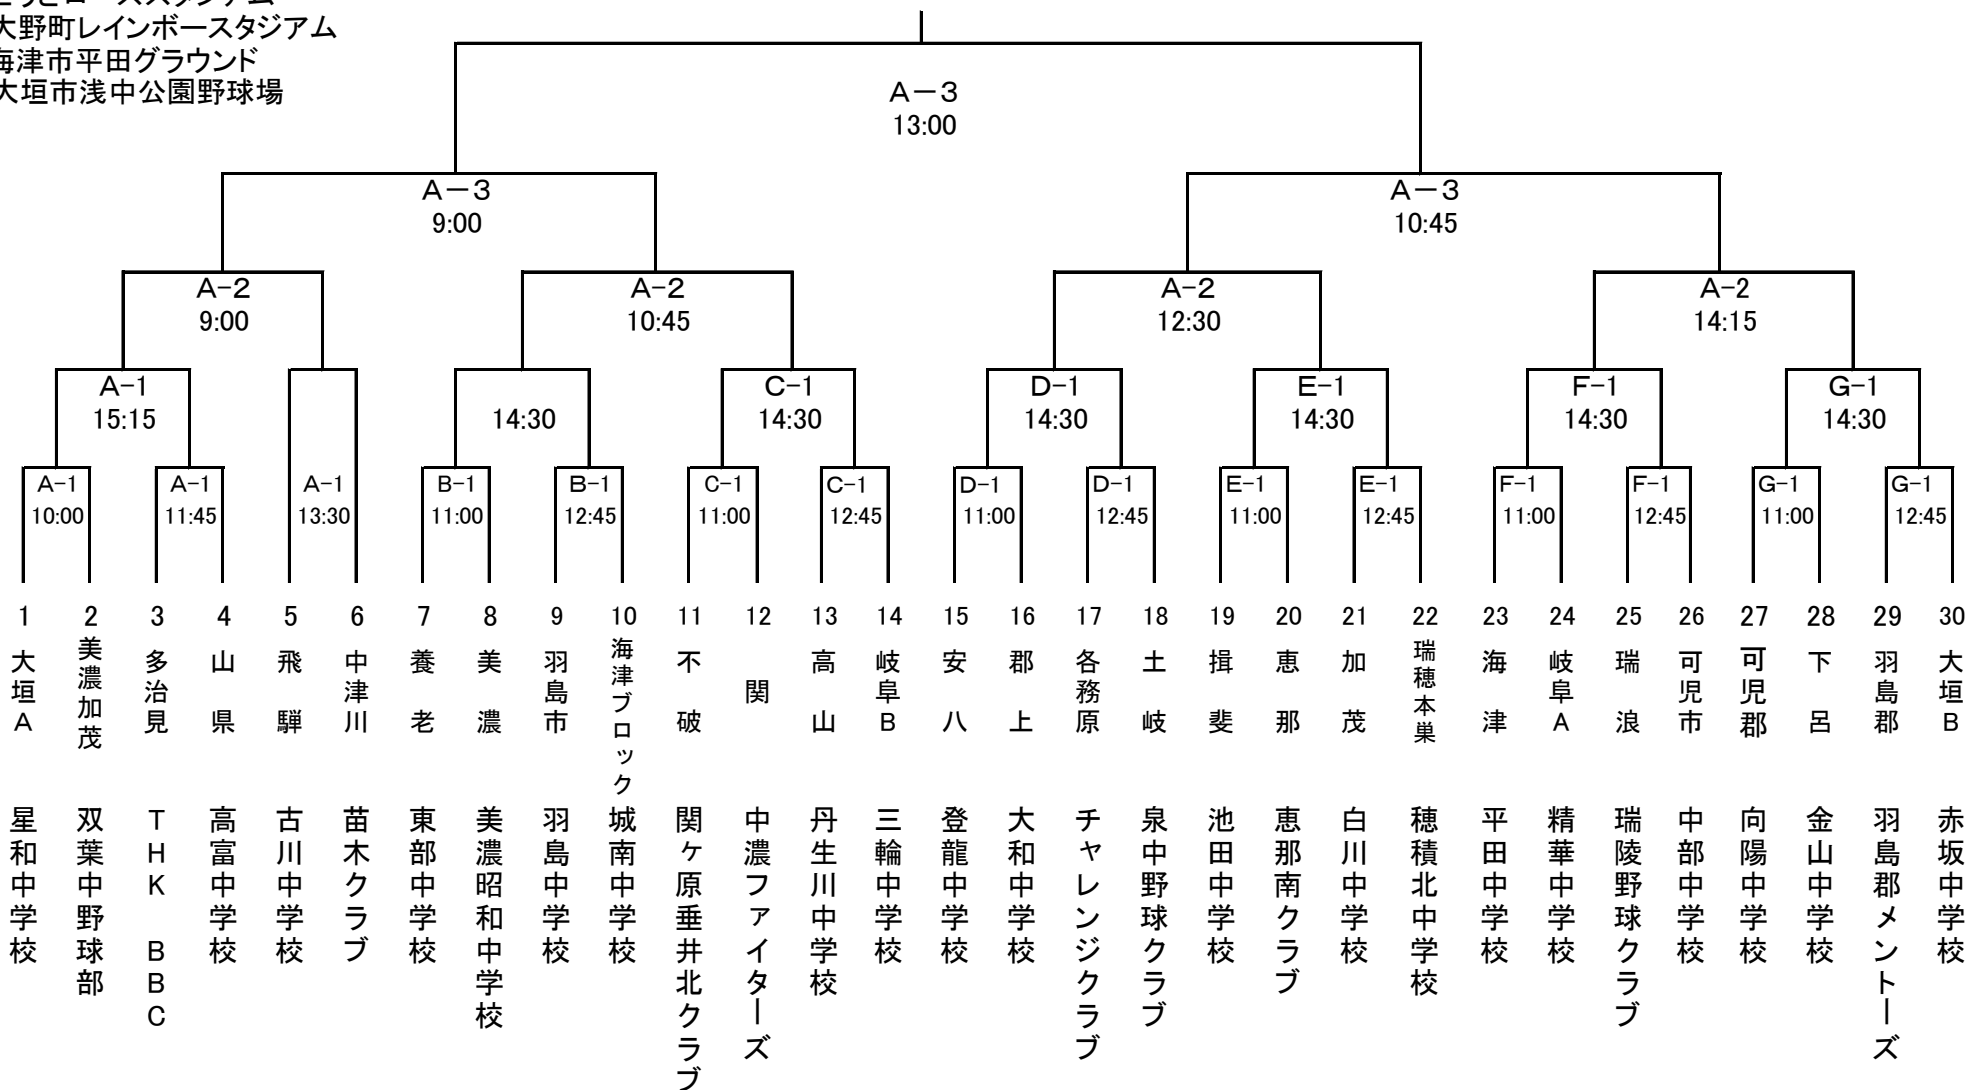 大野町レインボースタジアム
海津市平田グラウンド
大垣市浅中公園野球場
A－3
13:00
A－3
9:00
A－3
10:45
A-2
9:00
A-2
10:45
A-2
12:30
A-2
14:15
A-1
15:15
14:30
C-1
14:30
D-1
14:30
E-1
14:30
F-1
14:30
G-1
14:30
A-1
10:00
A-1
11:45
A-1
13:30
B-1
11:00
B-1
12:45
C-1
11:00
C-1
12:45
D-1
11:00
D-1
12:45
E-1
11:00
E-1
12:45
F-1
11:00
F-1
12:45
G-1
11:00
G-1
12:45
1
大垣A
星和中学校
2
美濃加茂
双葉中野球部
3
多治見
THK BBC
4
山県
高富中学校
5
飛騨
古川中学校
6
中津川
苗木クラブ
7
養老
東部中学校
8
美濃
美濃昭和中学校
9
羽島市
羽島中学校
10
海津ブロック
城南中学校
11
不破
関ヶ原垂井北クラブ
12
関
中濃ファイターズ
13
高山
丹生川中学校
14
岐阜B
三輪中学校
15
安八
登龍中学校
16
郡上
大和中学校
17
各務原
チャレンジクラブ
18
土岐
泉中野球クラブ
19
揖斐
池田中学校
20
恵那
恵那南クラブ
21
加茂
白川中学校
22
瑞穂本巣
穂積北中学校
23
海津
平田中学校
24
岐阜A
精華中学校
25
瑞浪
瑞陵野球クラブ
26
可児市
中部中学校
27
可児郡
向陽中学校
28
下呂
金山中学校
29
羽島郡
羽島郡メントーズ
30
大垣B
赤坂中学校